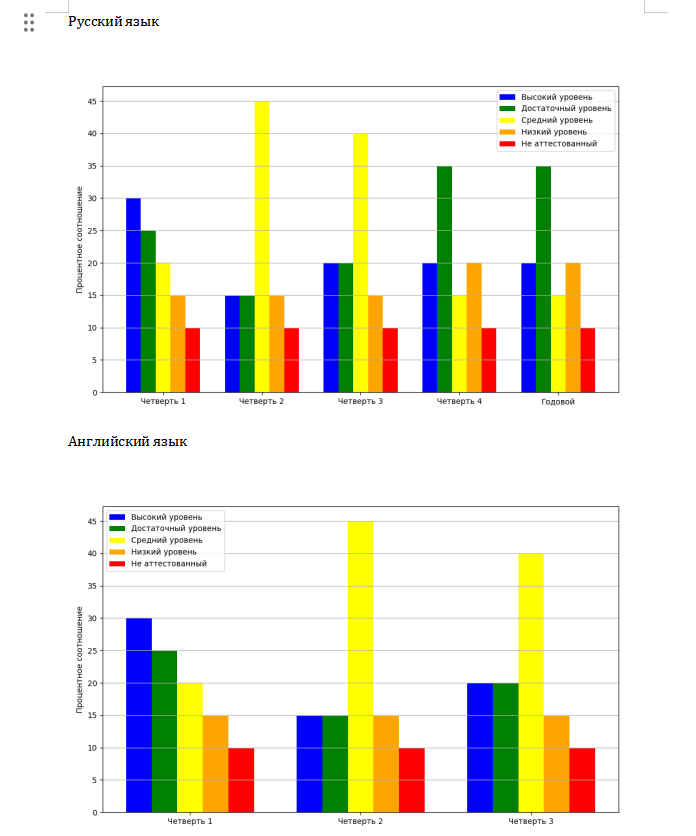 Русский язык
Высокий уровень
Достаточный уровень
Средний уровень
Низкий уровень
Не аттестованный
Процентное соотношение
45
40
35
30
25
20
15
10
5
0
Четверть 1 Четверть 2 Четверть 3 Четверть 4 Годовой
Английский язык
Высокий уровень
Достаточный уровень
Средний уровень
Низкий уровень
Не аттестованный
Процентное соотношение
45
40
35
30
25
20
15
10
5
0
Четверть 1 Четверть 2 Четверть 3